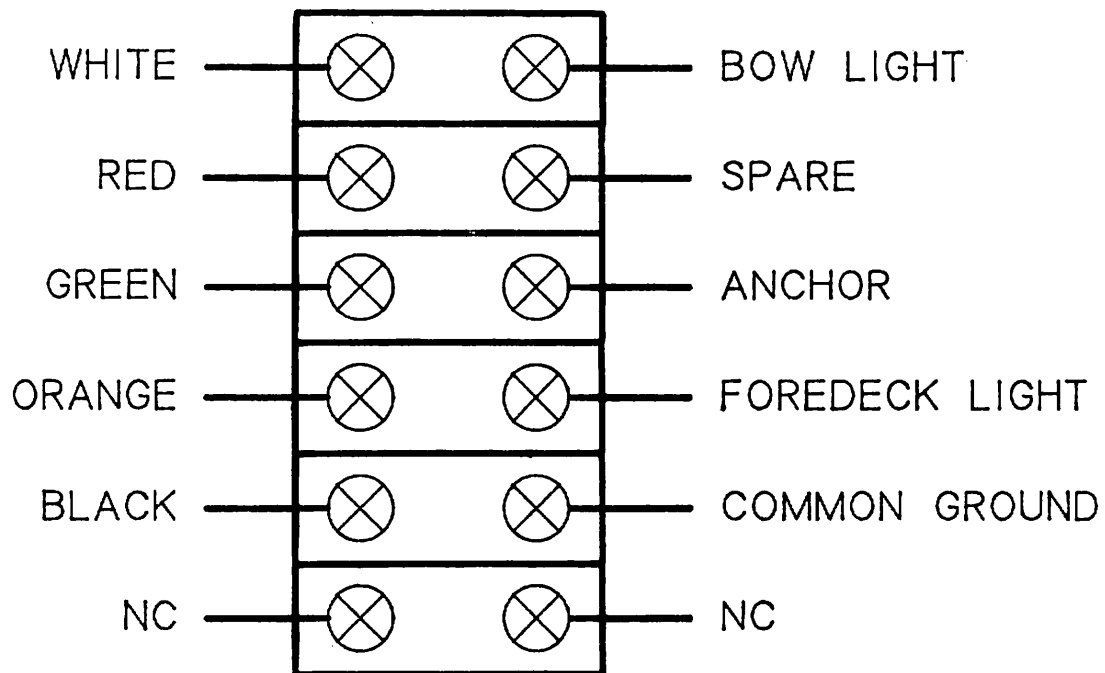 WHITE BOW LIGHT
RED SPARE
GREEN ANCHOR
ORANGE FOREDECK LIGHT
BLACK COMMON GROUND
NC NC